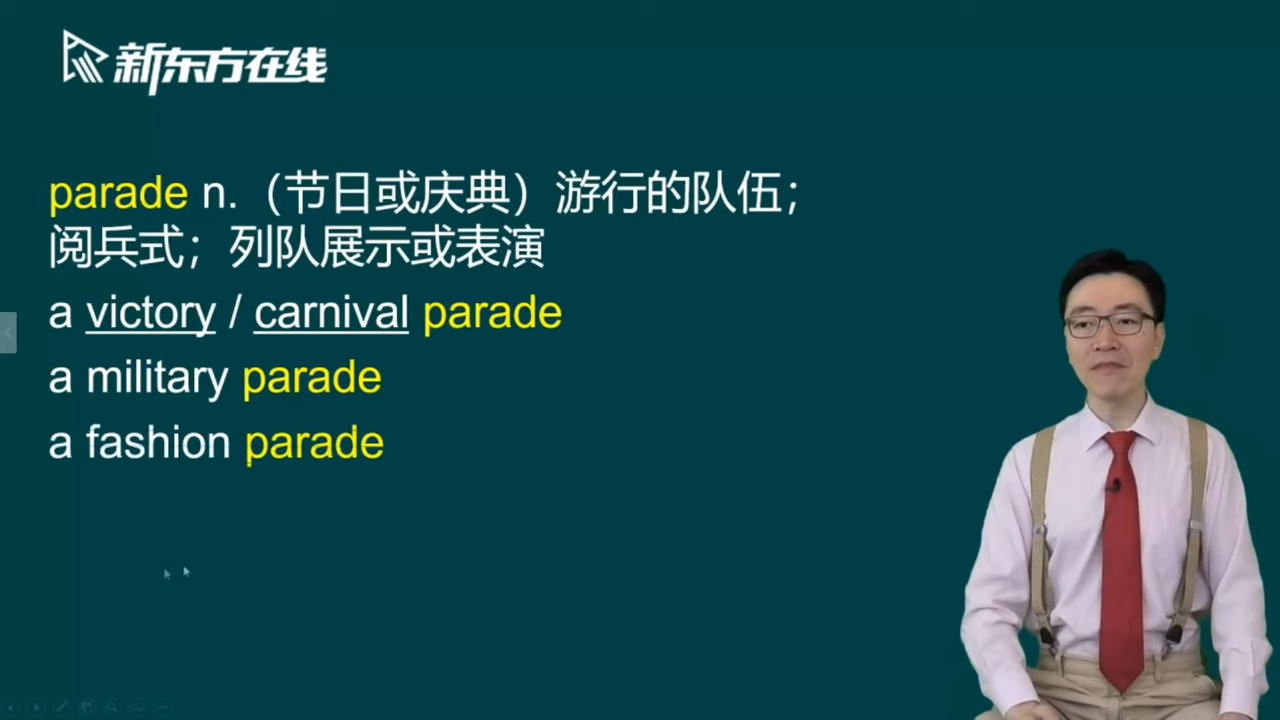 新东方在线
parade n.（节日或庆典）游行的队伍；
阅兵式；列队展示或表演
a victory / carnival parade
a military parade
a fashion parade